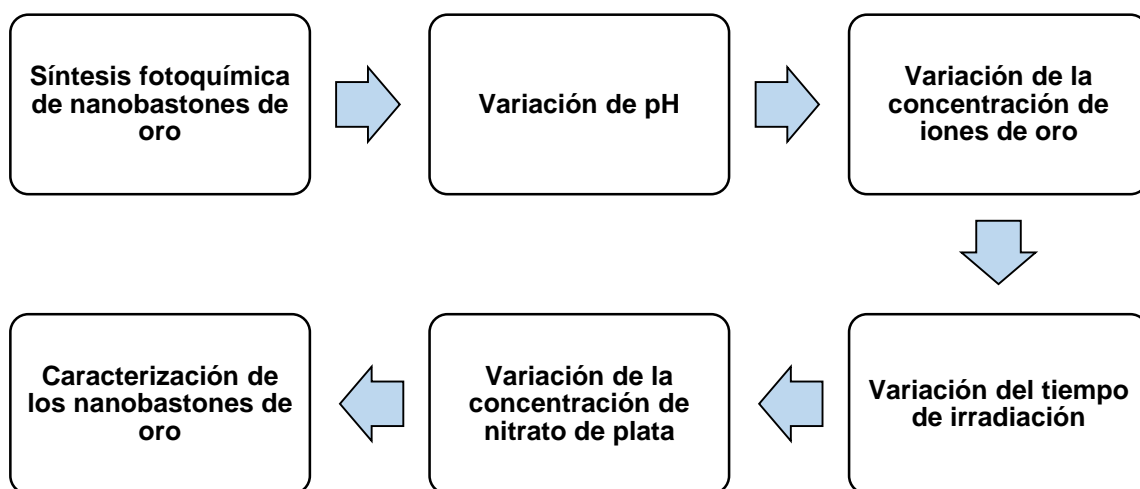 Síntesis fotoquímica
de nanobastones de
oro
Variación de pH
Variación de la
concentración de
iones de oro
Variación del tiempo
de irradiación
Variación de la
concentración de
nitrato de plata
Caracterización de
los nanobastones de
oro